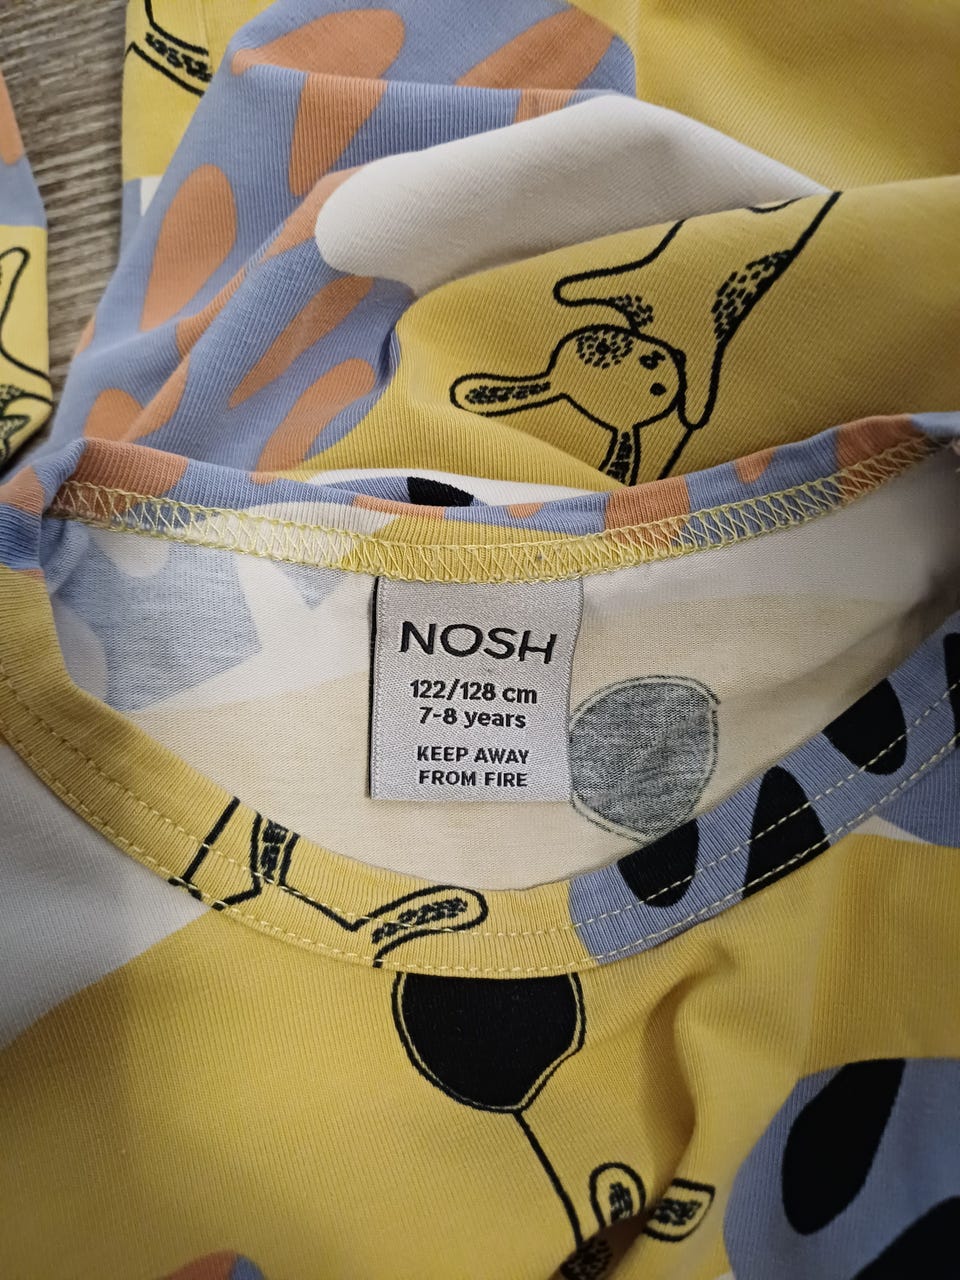 NOSH
122/128 cm
7-8 years
KEEP AWAY
FROM FIRE